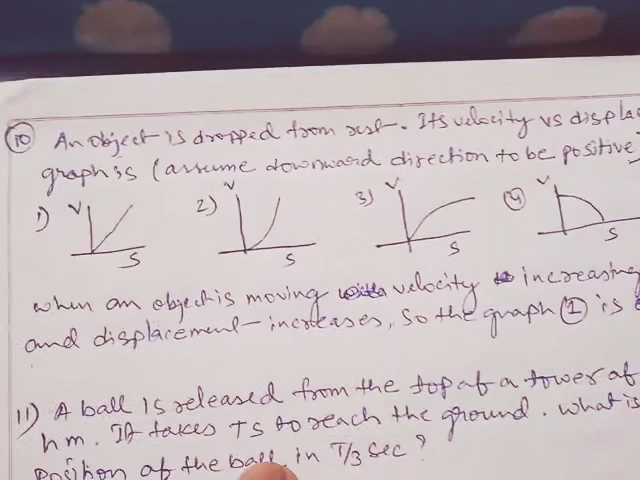 (10) An object is dropped from rest. Its velocity vs
graph is (assume downward direction to be positive
1) V S 2) V S 3) V S (4) V S
when an object is moving velocity increasing
and displacement increases, so the graph (1) is
11) A ball is released from the top of a tower of
hm. It takes TS to reach the ground. what is
position of the ball in T/3 sec?